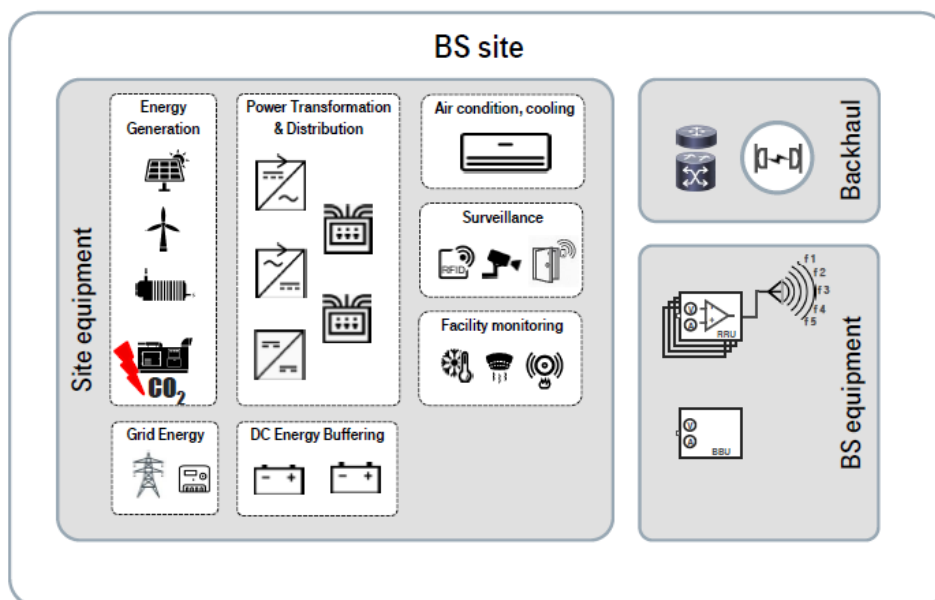 BS site
Site equipment
Energy
Generation
CO2
Power Transformation
& Distribution
Air condition, cooling
Surveillance
RFID
Facility monitoring
Grid Energy
DC Energy Buffering
- +
- +
Backhaul
BS equipment
f1
f2
f3
f4
f5
V
A
RRU
V
A
BBU